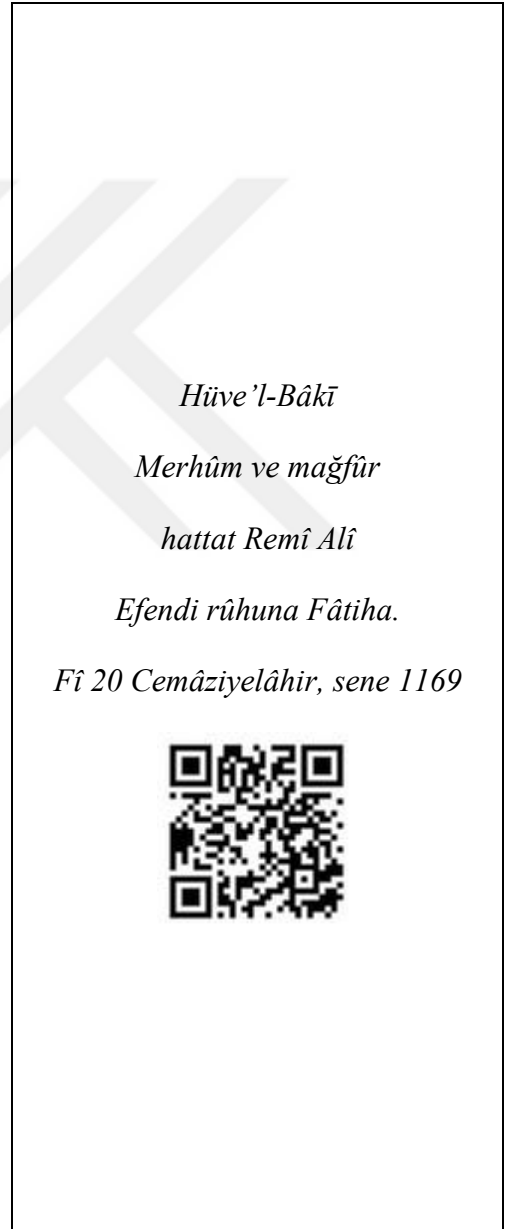 Hüve’l-Bâkī
Merhûm ve mağfûr
hattat Remî Alî
Efendi rûhuna Fâtiha.
Fî 20 Cemâziyelâhir, sene 1169